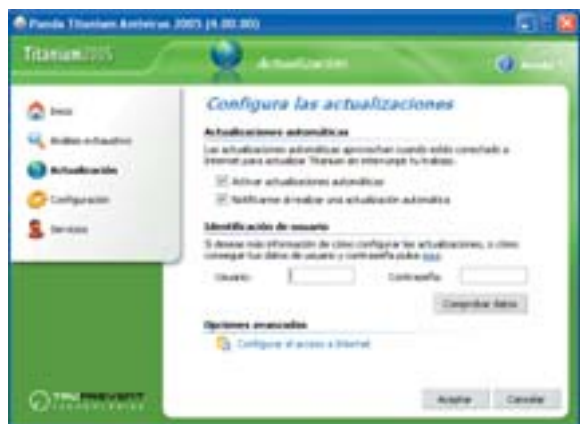 Panda Titanium Antivirus 2005 (4.00.00)
Titanium2005
Actualización
Ayuda
Inicio
Análisis exhaustivo
Actualización
Configuración
Servicios
Configura las actualizaciones
Actualizaciones automáticas
Las actualizaciones automáticas aprovechan cuando estás conectado a
Internet para actualizar Titanium sin interrumpir tu trabajo.
Activar actualizaciones automáticas
Notificarme al realizar una actualización automática
Identificación de usuario
Si deseas más información de cómo configurar las actualizaciones, o cómo
conseguir tus datos de usuario y contraseña pulsa aquí.
Usuario:
Contraseña:
Comprobar datos
Opciones avanzadas
Configurar el acceso a Internet
TRUPREVENT
TECHNOLOGIES
Aceptar
Cancelar